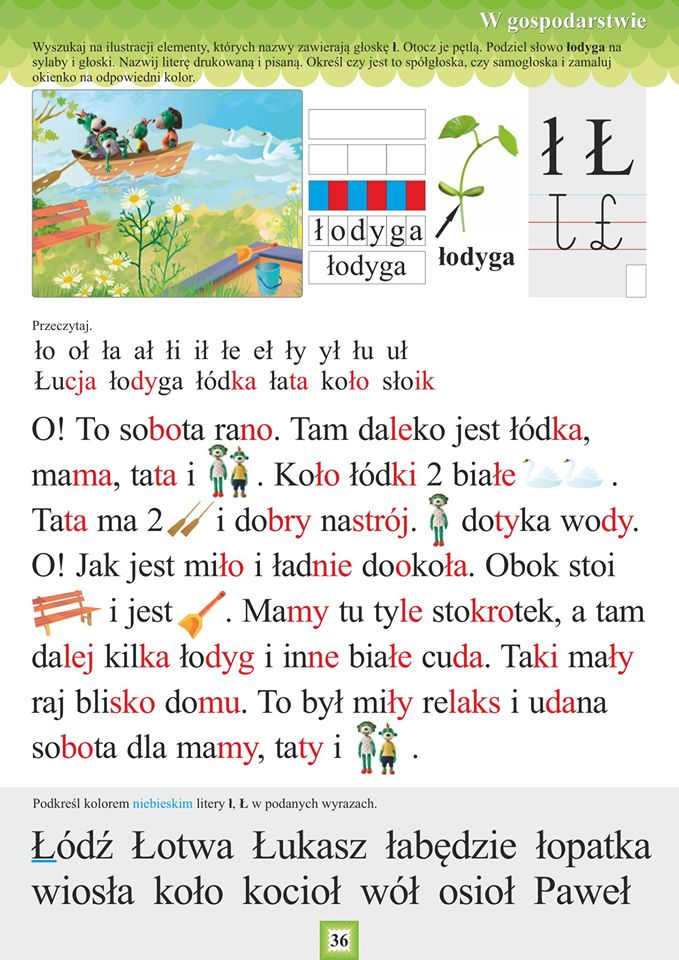 W gospodarstwie
Wyszukaj na ilustracji elementy, których nazwy zawierają głoskę ł. Otocz je pętlą. Podziel słowo łodyga na
sylaby i głoski. Nazwij literę drukowaną i pisaną. Określ czy jest to spółgłoska, czy samogłoska i zamaluj
okienko na odpowiedni kolor.
łodyga
łodyga
łodyga
ł Ł
ł Ł
Przeczytaj.
ło oł ła ał łi ił łe eł ły ył łu uł
Łucja łodyga łódka łata koło słoik
O! To sobota rano. Tam daleko jest łódka,
mama, tata i . Koło łódki 2 białe .
Tata ma 2 i dobry nastrój. dotyka wody.
O! Jak jest miło i ładnie dookoła. Obok stoi
i jest . Mamy tu tyle stokrotek, a tam
dalej kilka łodyg i inne białe cuda. Taki mały
raj blisko domu. To był miły relaks i udana
sobota dla mamy, taty i .
Podkreśl kolorem niebieskim litery ł, Ł w podanych wyrazach.
Łódź Łotwa Łukasz łabędzie łopatka
wiosła koło kocioł wół osioł Paweł
36